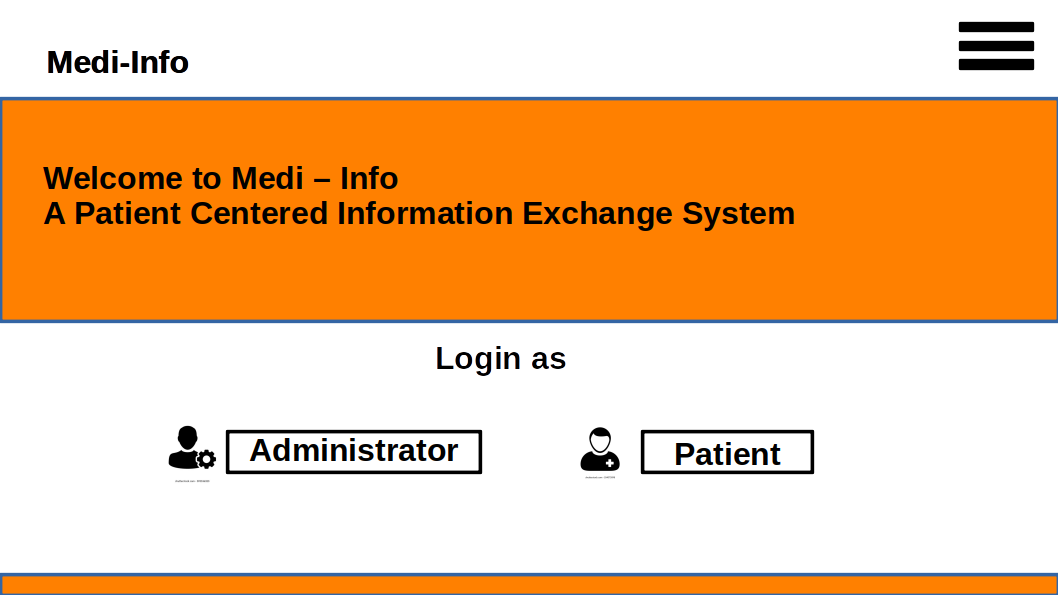 Medi-Info
Welcome to Medi – Info
A Patient Centered Information Exchange System
Login as
Administrator
Patient